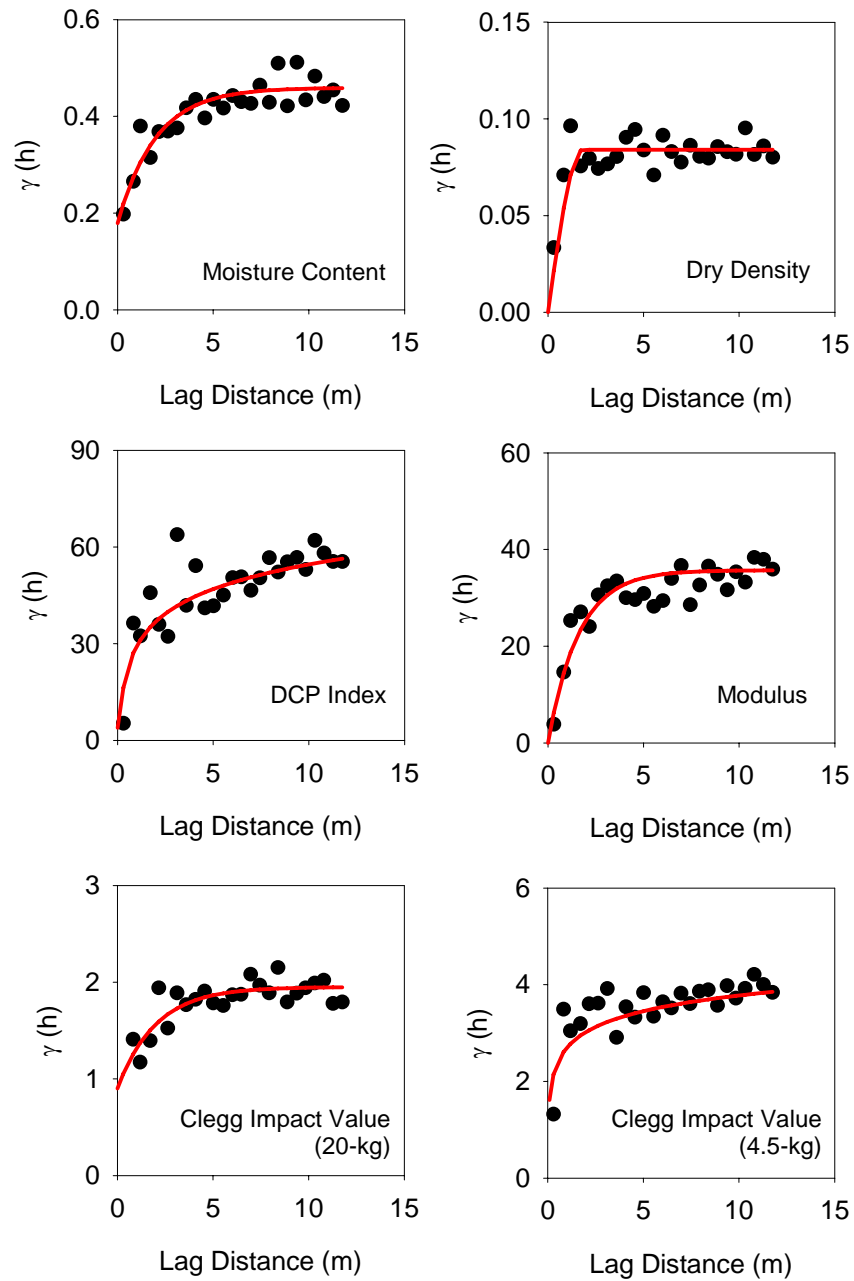 γ (h)
0.6
0.4
0.2
0.0
Moisture Content
0
5
10
15
Lag Distance (m)
γ (h)
0.15
0.10
0.05
0.00
Dry Density
0
5
10
15
Lag Distance (m)
γ (h)
90
60
30
0
DCP Index
0
5
10
15
Lag Distance (m)
γ (h)
60
40
20
0
Modulus
0
5
10
15
Lag Distance (m)
γ (h)
3
2
1
0
Clegg Impact Value
(20-kg)
0
5
10
15
Lag Distance (m)
γ (h)
6
4
2
0
Clegg Impact Value
(4.5-kg)
0
5
10
15
Lag Distance (m)